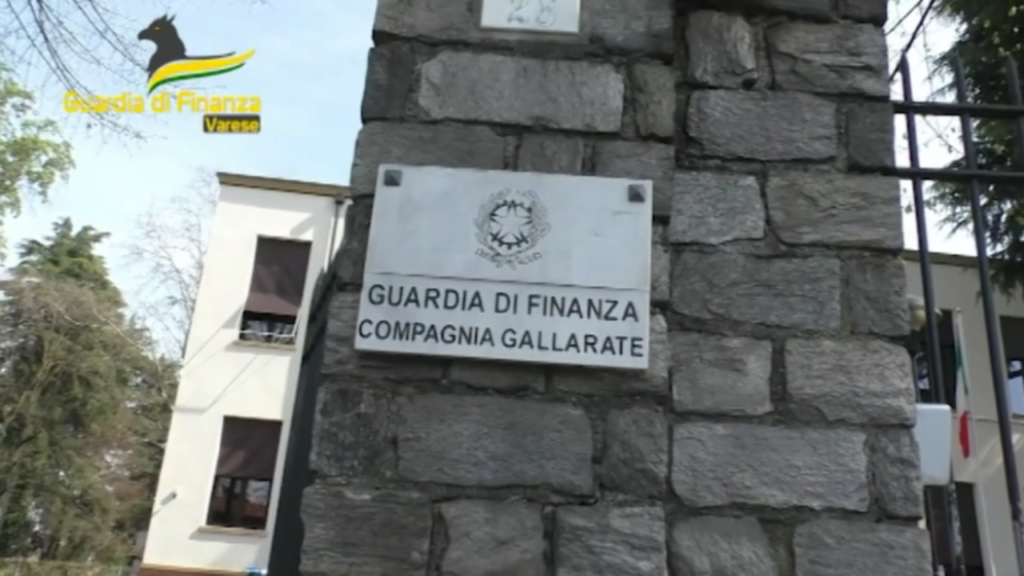 Guardia di Finanza
Varese
GUARDIA DI FINANZA
COMPAGNIA GALLARATE